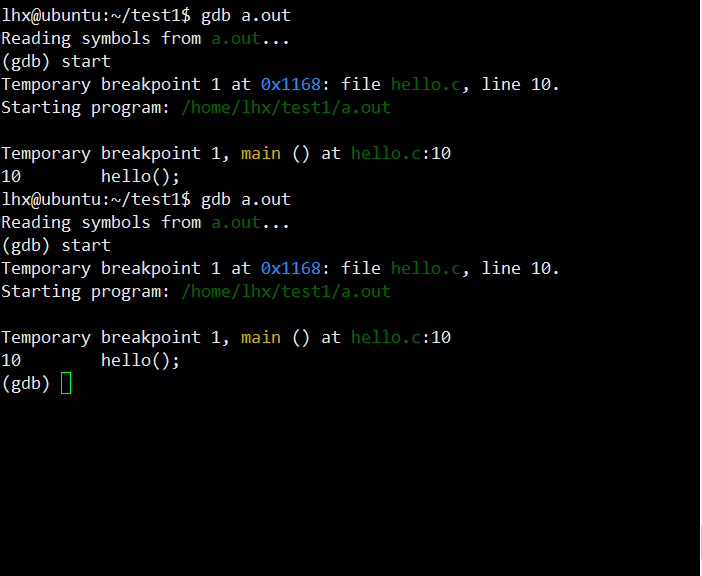 lhx@ubuntu:~/test1$ gdb a.out
Reading symbols from a.out...
(gdb) start
Temporary breakpoint 1 at 0x1168: file hello.c, line 10.
Starting program: /home/lhx/test1/a.out
Temporary breakpoint 1, main () at hello.c:10
10        hello();
lhx@ubuntu:~/test1$ gdb a.out
Reading symbols from a.out...
(gdb) start
Temporary breakpoint 1 at 0x1168: file hello.c, line 10.
Starting program: /home/lhx/test1/a.out
Temporary breakpoint 1, main () at hello.c:10
10        hello();
(gdb)